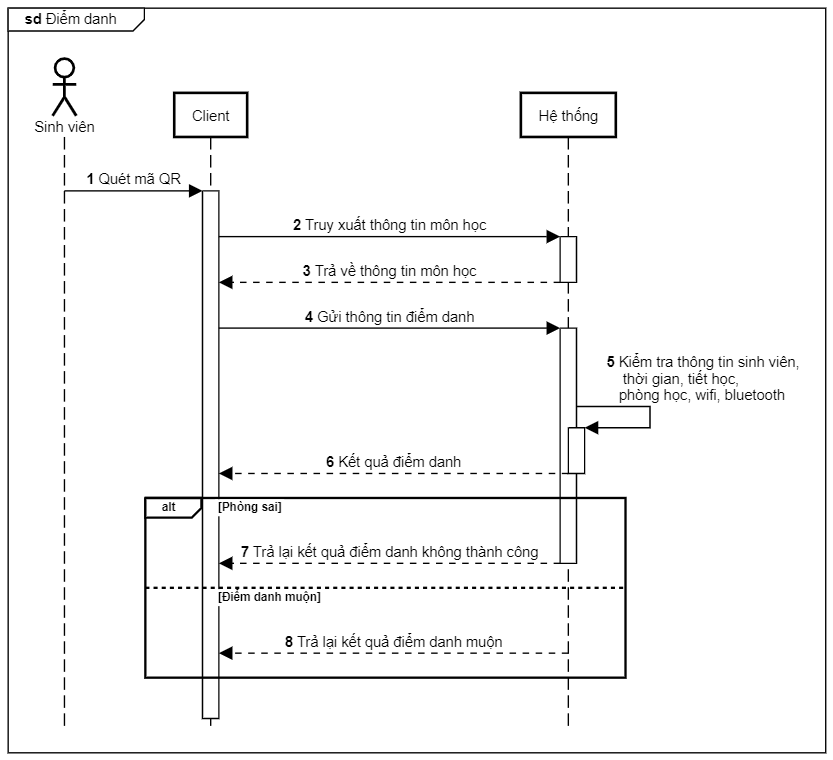 sd Điểm danh
Sinh viên
Client
Hệ thống
1 Quét mã QR
2 Truy xuất thông tin môn học
3 Trả về thông tin môn học
4 Gửi thông tin điểm danh
5 Kiểm tra thông tin sinh viên,
thời gian, tiết học,
phòng học, wifi, bluetooth
6 Kết quả điểm danh
alt
[Phòng sai]
7 Trả lại kết quả điểm danh không thành công
[Điểm danh muộn]
8 Trả lại kết quả điểm danh muộn